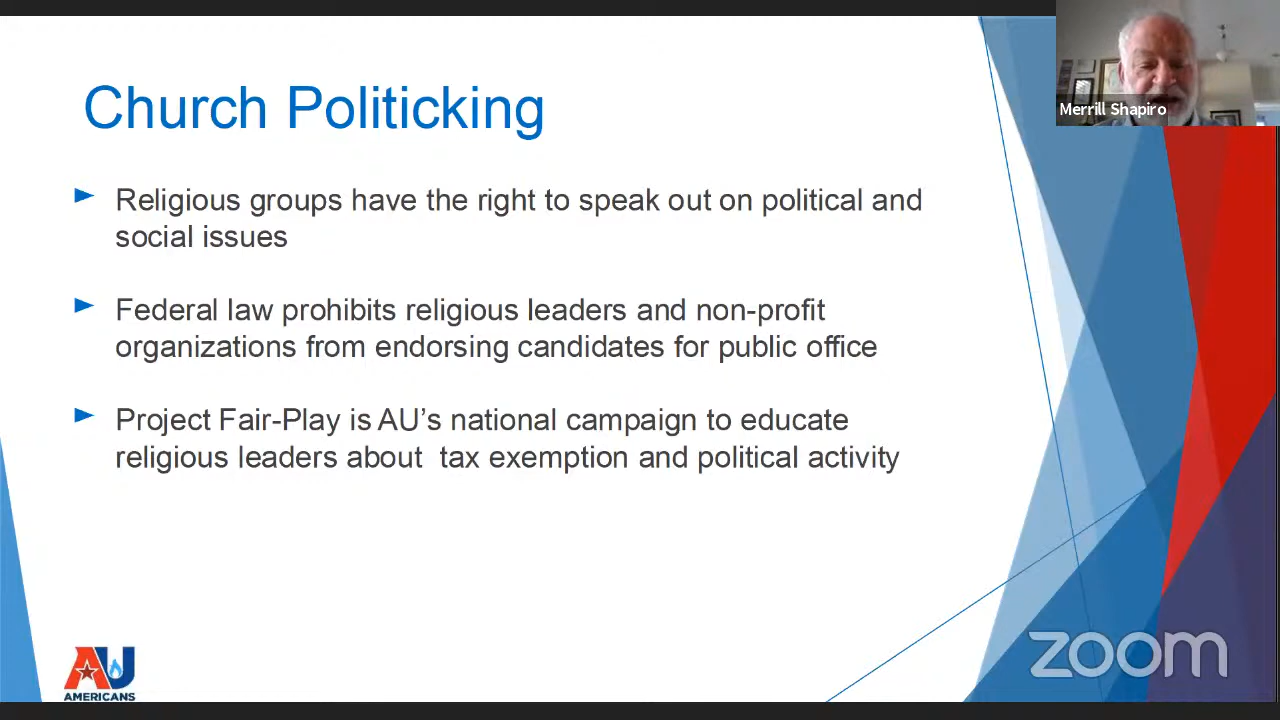 Church Politicking
Merrill Shapiro
► Religious groups have the right to speak out on political and
social issues
► Federal law prohibits religious leaders and non-profit
organizations from endorsing candidates for public office
► Project Fair-Play is AU’s national campaign to educate
religious leaders about  tax exemption and political activity
AU
AMERICANS
zoom